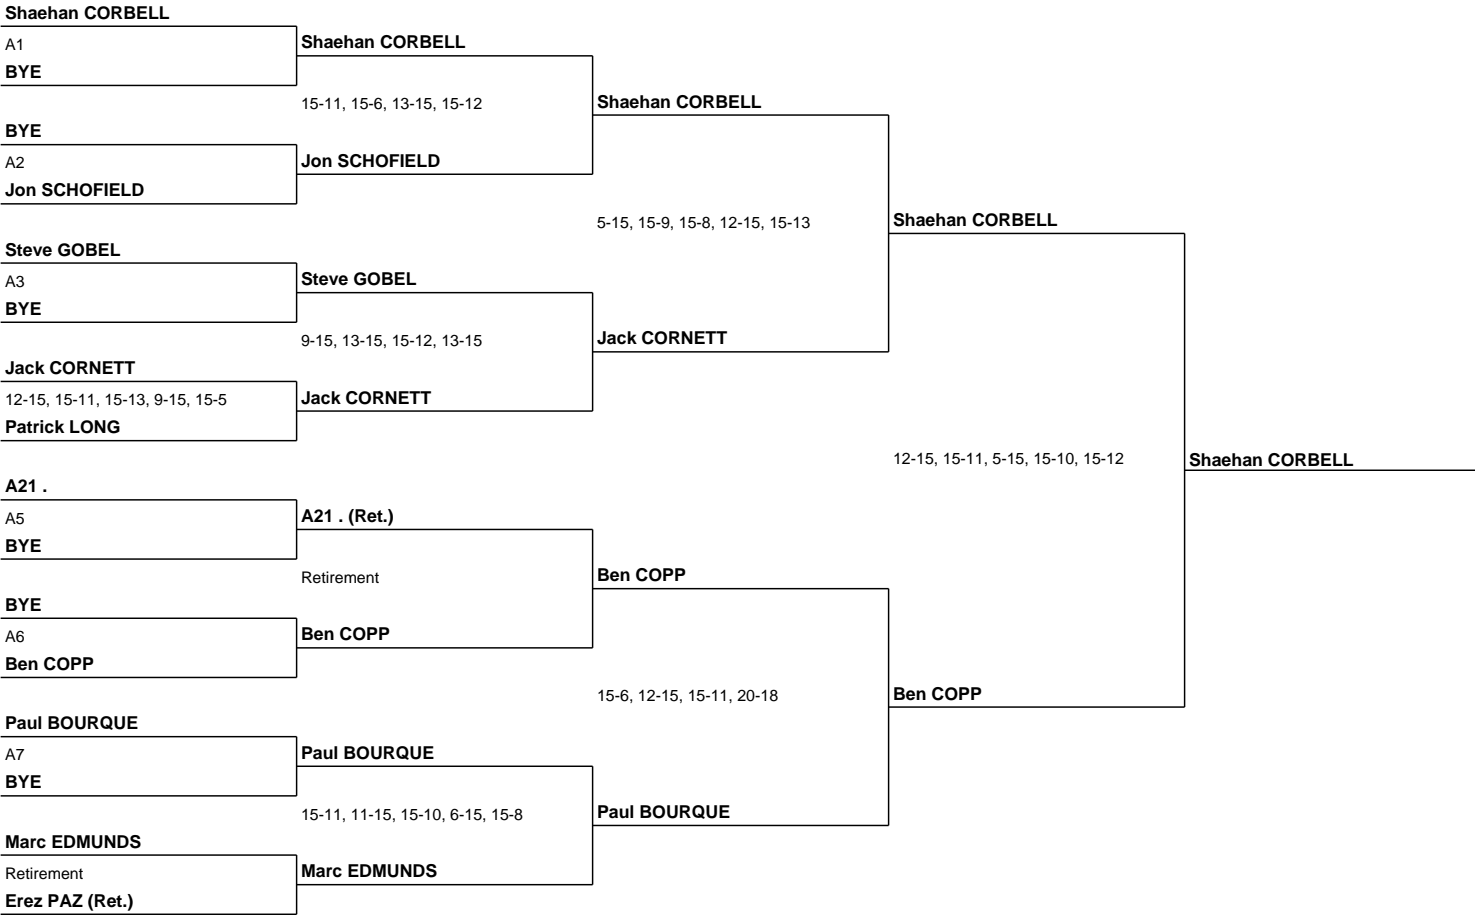 Shaehan CORBELL
A1
BYE
BYE
A2
Jon SCHOFIELD
Steve GOBEL
A3
BYE
Jack CORNETT
12-15, 15-11, 15-13, 9-15, 15-5
Patrick LONG
A21 .
A5
BYE
BYE
A6
Ben COPP
Paul BOURQUE
A7
BYE
Marc EDMUNDS
Retirement
Erez PAZ (Ret.)
Shaehan CORBELL
15-11, 15-6, 13-15, 15-12
Jon SCHOFIELD
Steve GOBEL
9-15, 13-15, 15-12, 13-15
Jack CORNETT
A21 . (Ret.)
Retirement
Ben COPP
Paul BOURQUE
15-11, 11-15, 15-10, 6-15, 15-8
Marc EDMUNDS
Shaehan CORBELL
5-15, 15-9, 15-8, 12-15, 15-13
Jack CORNETT
Ben COPP
15-6, 12-15, 15-11, 20-18
Paul BOURQUE
Shaehan CORBELL
12-15, 15-11, 5-15, 15-10, 15-12
Ben COPP
Shaehan CORBELL